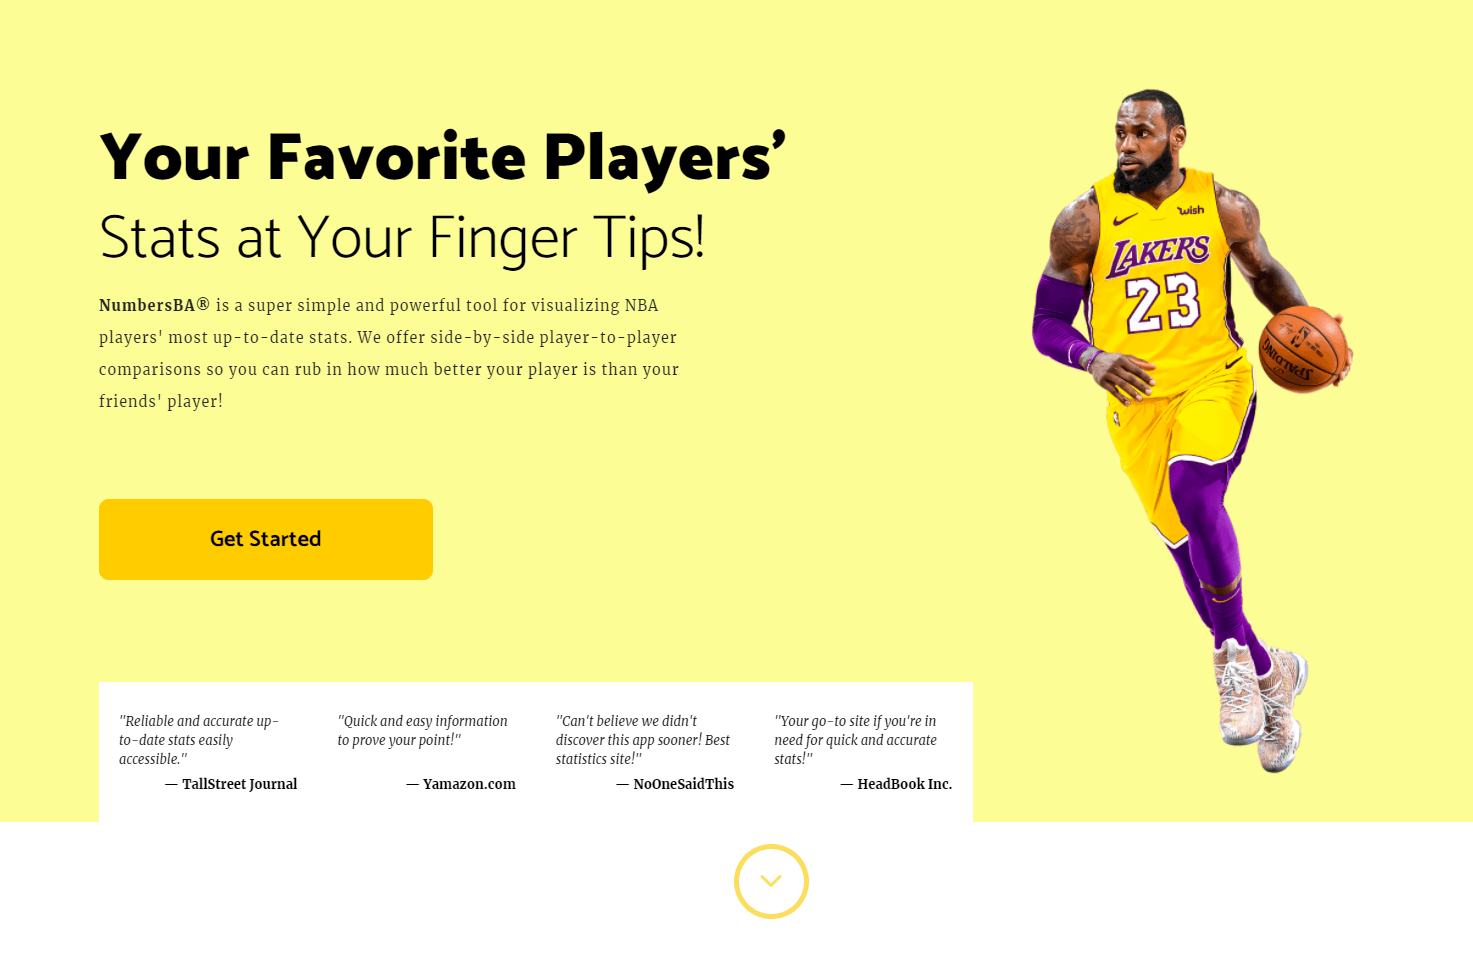 Your Favorite Players'
Stats at Your Finger Tips!
NumbersBA® is a super simple and powerful tool for visualizing NBA
players' most up-to-date stats. We offer side-by-side player-to-player
comparisons so you can rub in how much better your player is than your
friends' player!
wish
LAKERS
23
SPALDING
Get Started
"Reliable and accurate up-
to-date stats easily
accessible."
— TallStreet Journal
"Quick and easy information
to prove your point!"
— Yamazon.com
"Can't believe we didn't
discover this app sooner! Best
statistics site!"
— NoOneSaidThis
"Your go-to site if you're in
need for quick and accurate
stats!"
— HeadBook Inc.